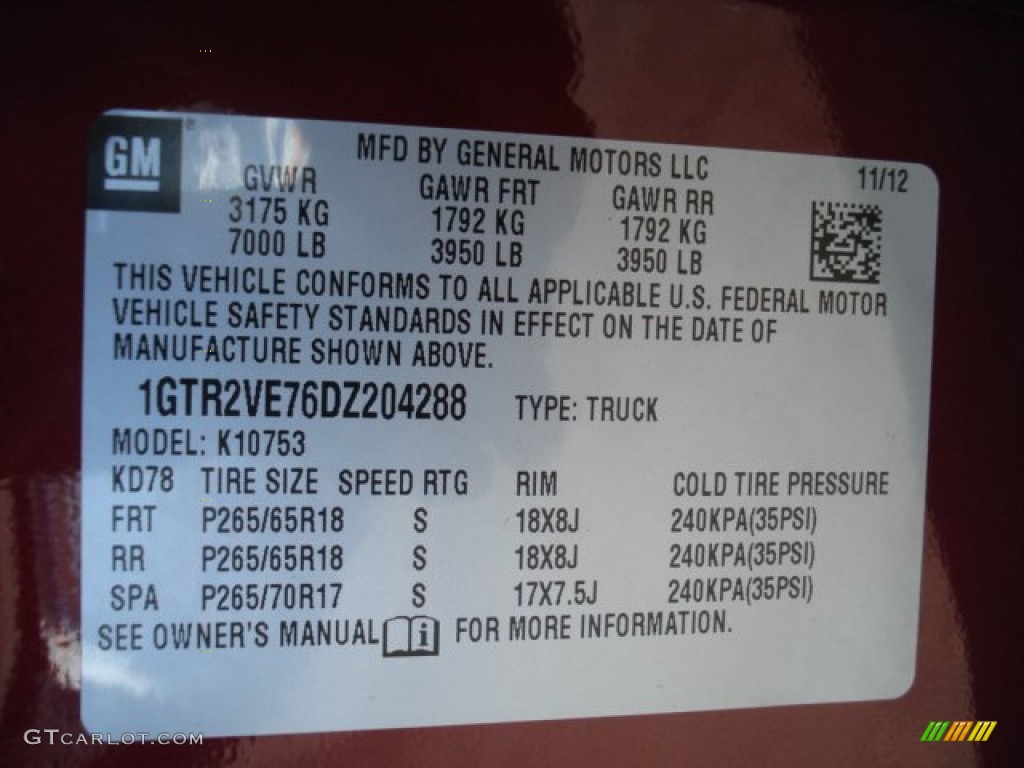 GM
MFD BY GENERAL MOTORS LLC
11/12
GVWR GAWR FRT GAWR RR
3175 KG 1792 KG 1792 KG
7000 LB 3950 LB 3950 LB
THIS VEHICLE CONFORMS TO ALL APPLICABLE U.S. FEDERAL MOTOR
VEHICLE SAFETY STANDARDS IN EFFECT ON THE DATE OF
MANUFACTURE SHOWN ABOVE.
1GTR2VE76DZ204288 TYPE: TRUCK
MODEL: K10753
KD78 TIRE SIZE SPEED RTG RIM COLD TIRE PRESSURE
FRT P265/65R18 S 18X8J 240KPA(35PSI)
RR P265/65R18 S 18X8J 240KPA(35PSI)
SPA P265/70R17 S 17X7.5J 240KPA(35PSI)
SEE OWNER'S MANUAL i FOR MORE INFORMATION.
GTCARLOT.COM